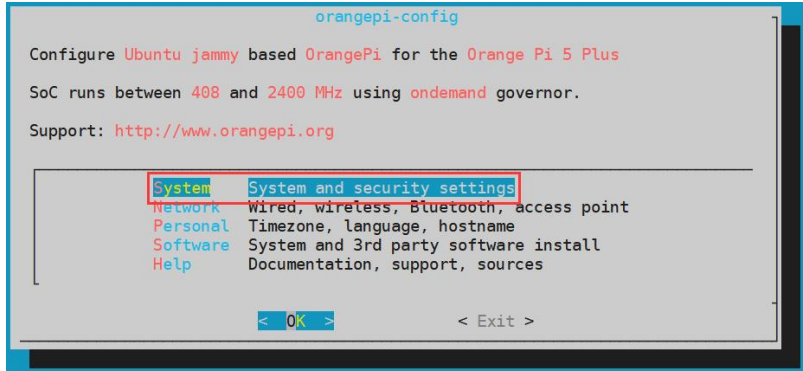 orangepi-config
Configure Ubuntu jammy based OrangePi for the Orange Pi 5 Plus
SoC runs between 408 and 2400 MHz using ondemand governor.
Support: http://www.orangepi.org
System System and security settings
Network Wired, wireless, Bluetooth, access point
Personal Timezone, language, hostname
Software System and 3rd party software install
Help Documentation, support, sources
< OK > < Exit >